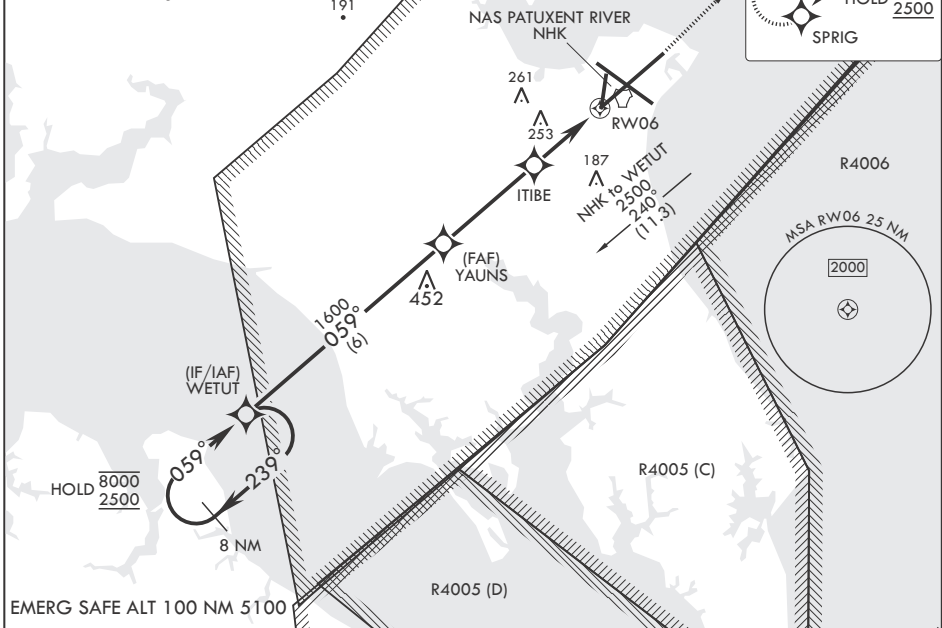 191
NAS PATUXENT RIVER
NHK
HOLD
2500
SPRIG
261
253
RW06
187
R4006
ITIBE
NHK to WETUT
2500
240°
(11.3)
MSA RW06 25 NM
2000
(FAF)
YAUNS
452
1600
059°
(6)
(IF/IAF)
WETUT
059°
239°
HOLD 8000
2500
8 NM
R4005 (C)
R4005 (D)
EMERG SAFE ALT 100 NM 5100